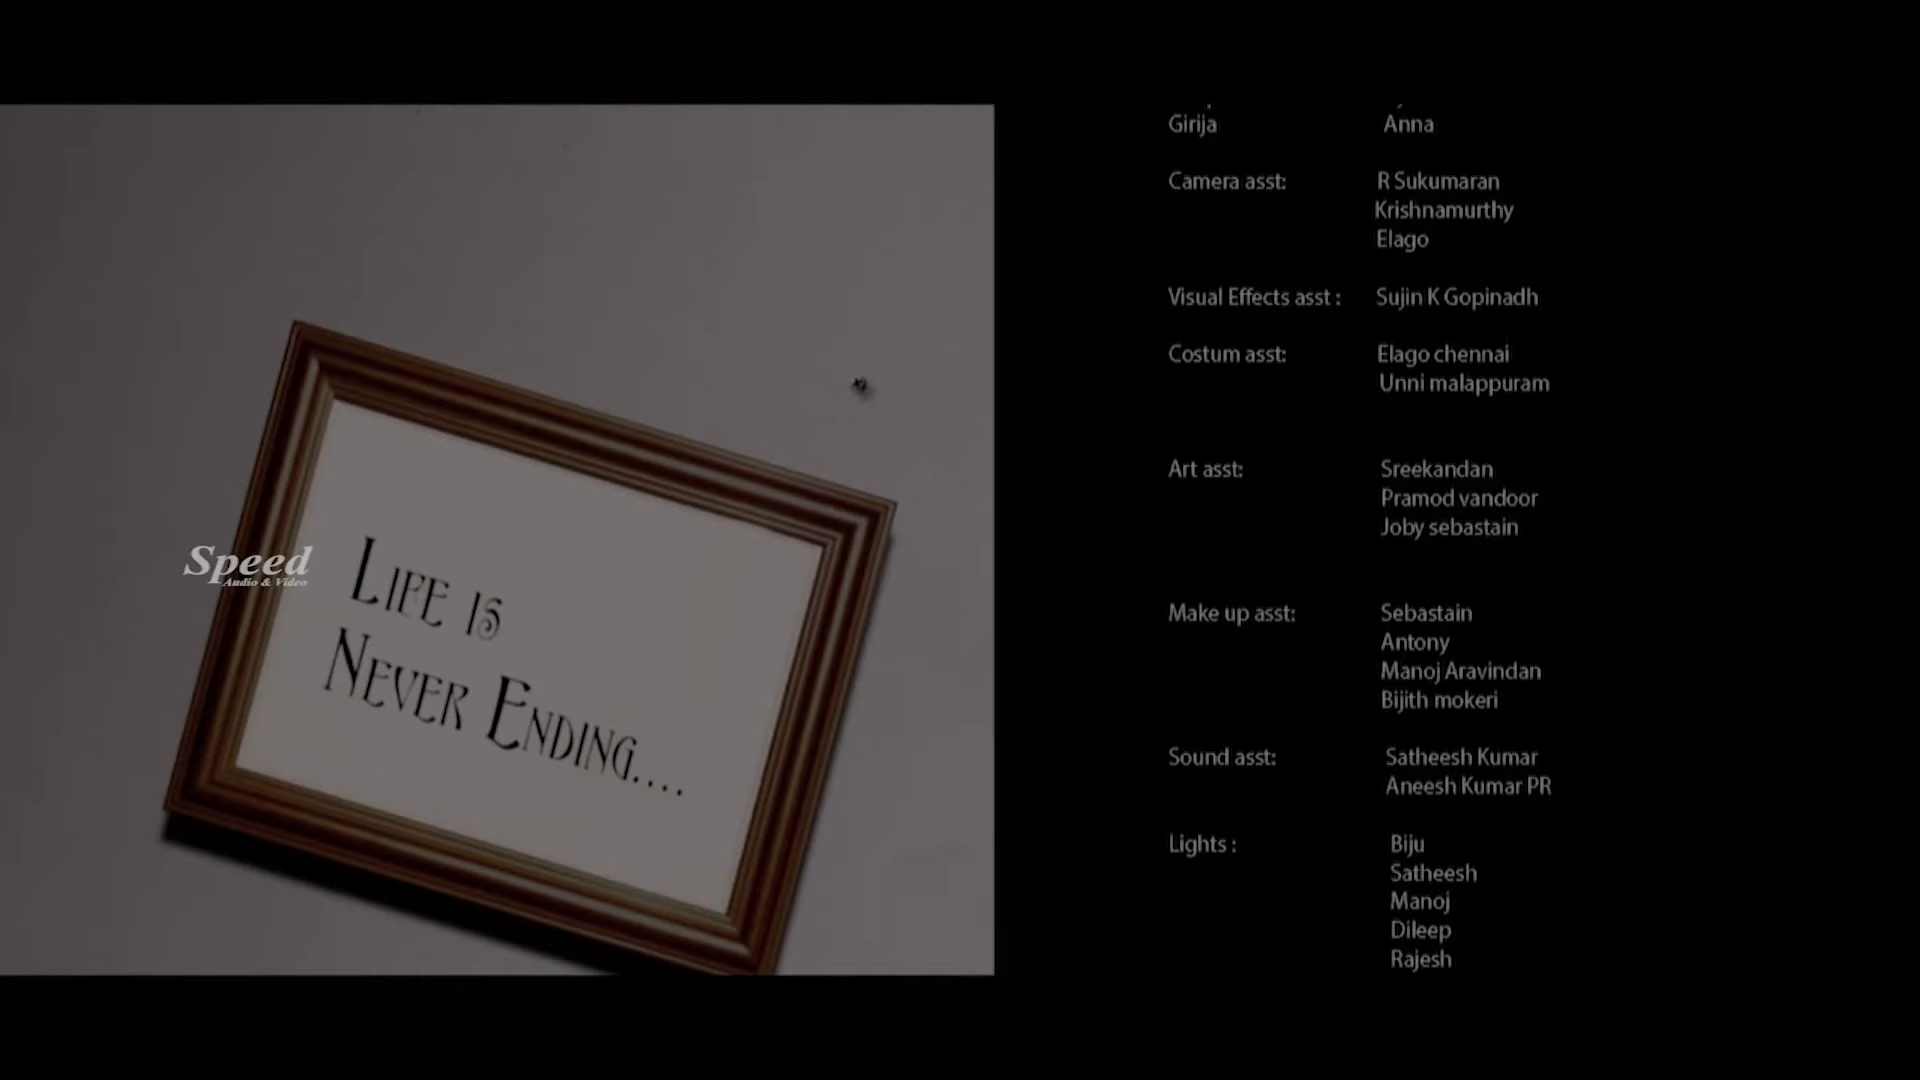 Speed
Audio & Video
LIFE IS
NEVER ENDING....
Girija Anna
Camera asst: R Sukumaran
Krishnamurthy
Elago
Visual Effects asst : Sujin K Gopinadh
Costum asst: Elago chennai
Unni malappuram
Art asst: Sreekandan
Pramod vandoor
Joby sebastain
Make up asst: Sebastain
Antony
Manoj Aravindan
Bijith mokeri
Sound asst: Satheesh Kumar
Aneesh Kumar PR
Lights : Biju
Satheesh
Manoj
Dileep
Rajesh